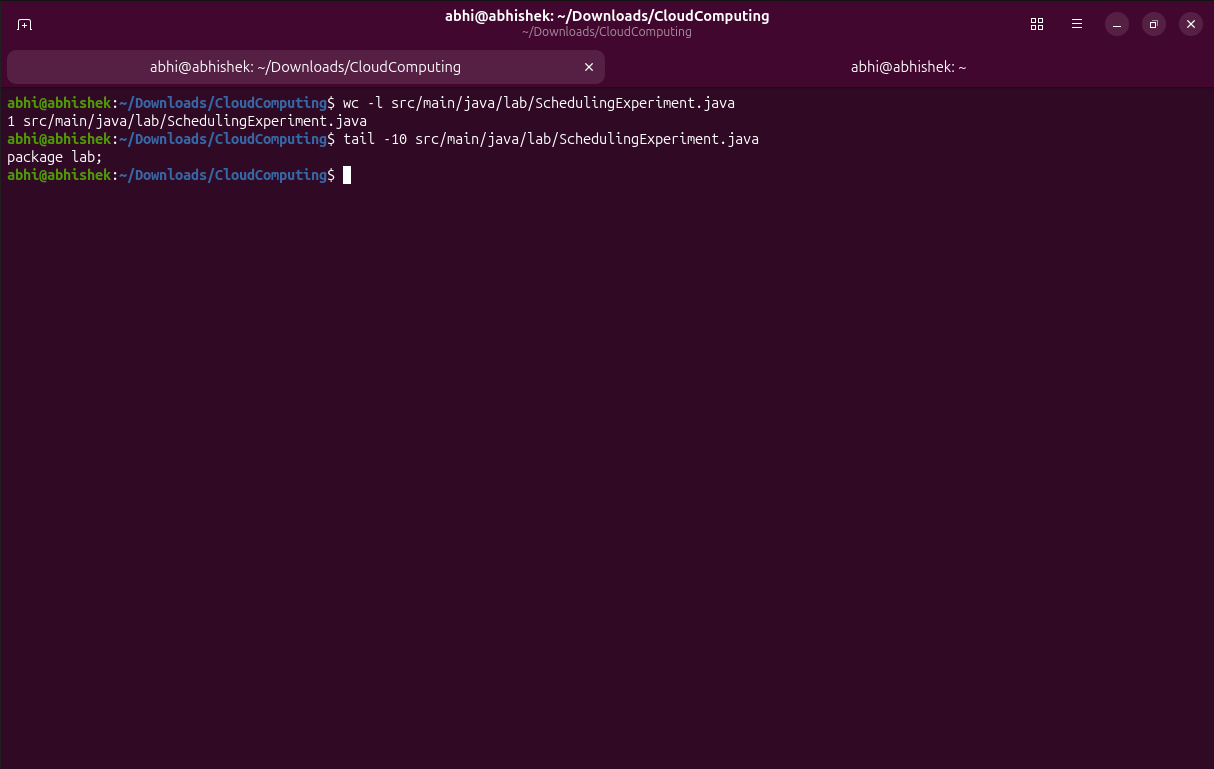 abhi@abhishek: ~/Downloads/CloudComputing
~/Downloads/CloudComputing
abhi@abhishek: ~/Downloads/CloudComputing
abhi@abhishek: ~
abhi@abhishek:~/Downloads/CloudComputing$ wc -l src/main/java/lab/SchedulingExperiment.java
1 src/main/java/lab/SchedulingExperiment.java
abhi@abhishek:~/Downloads/CloudComputing$ tail -10 src/main/java/lab/SchedulingExperiment.java
package lab;
abhi@abhishek:~/Downloads/CloudComputing$